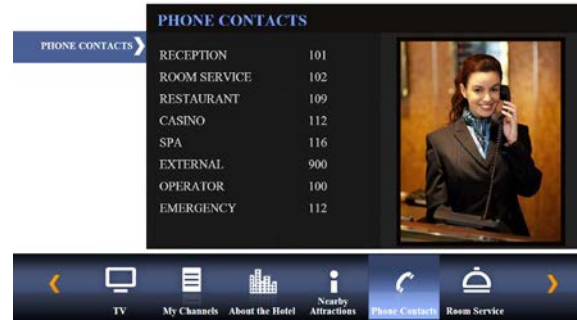 PHONE CONTACTS
PHONE CONTACTS
RECEPTION 101
ROOM SERVICE 102
RESTAURANT 109
CASINO 112
SPA 116
EXTERNAL 900
OPERATOR 100
EMERGENCY 112
TV
My Channels
About the Hotel
Nearby
Attractions
Phone Contacts
Room Service